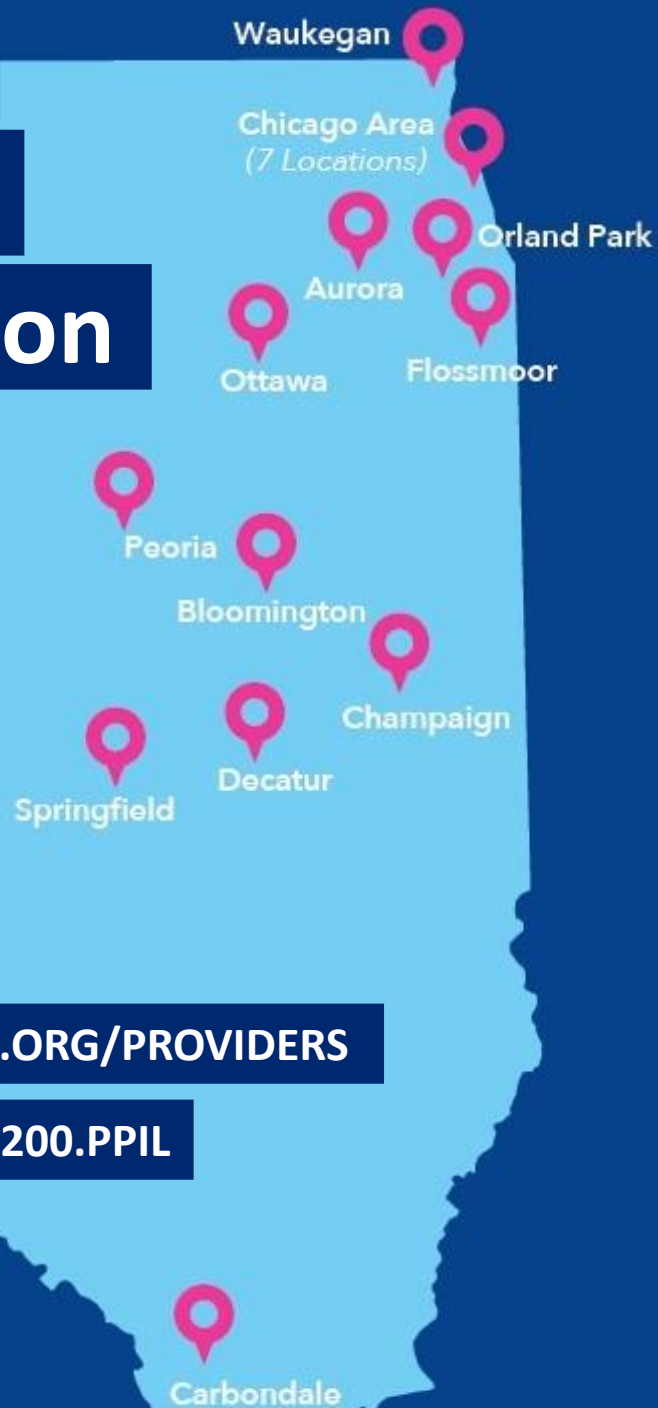 Waukegan
Chicago Area
(7 Locations)
Orland Park
Aurora
on
Ottawa
Flossmoor
Peoria
Bloomington
Champaign
Decatur
Springfield
.ORG/PROVIDERS
200.PPIL
Carbondale